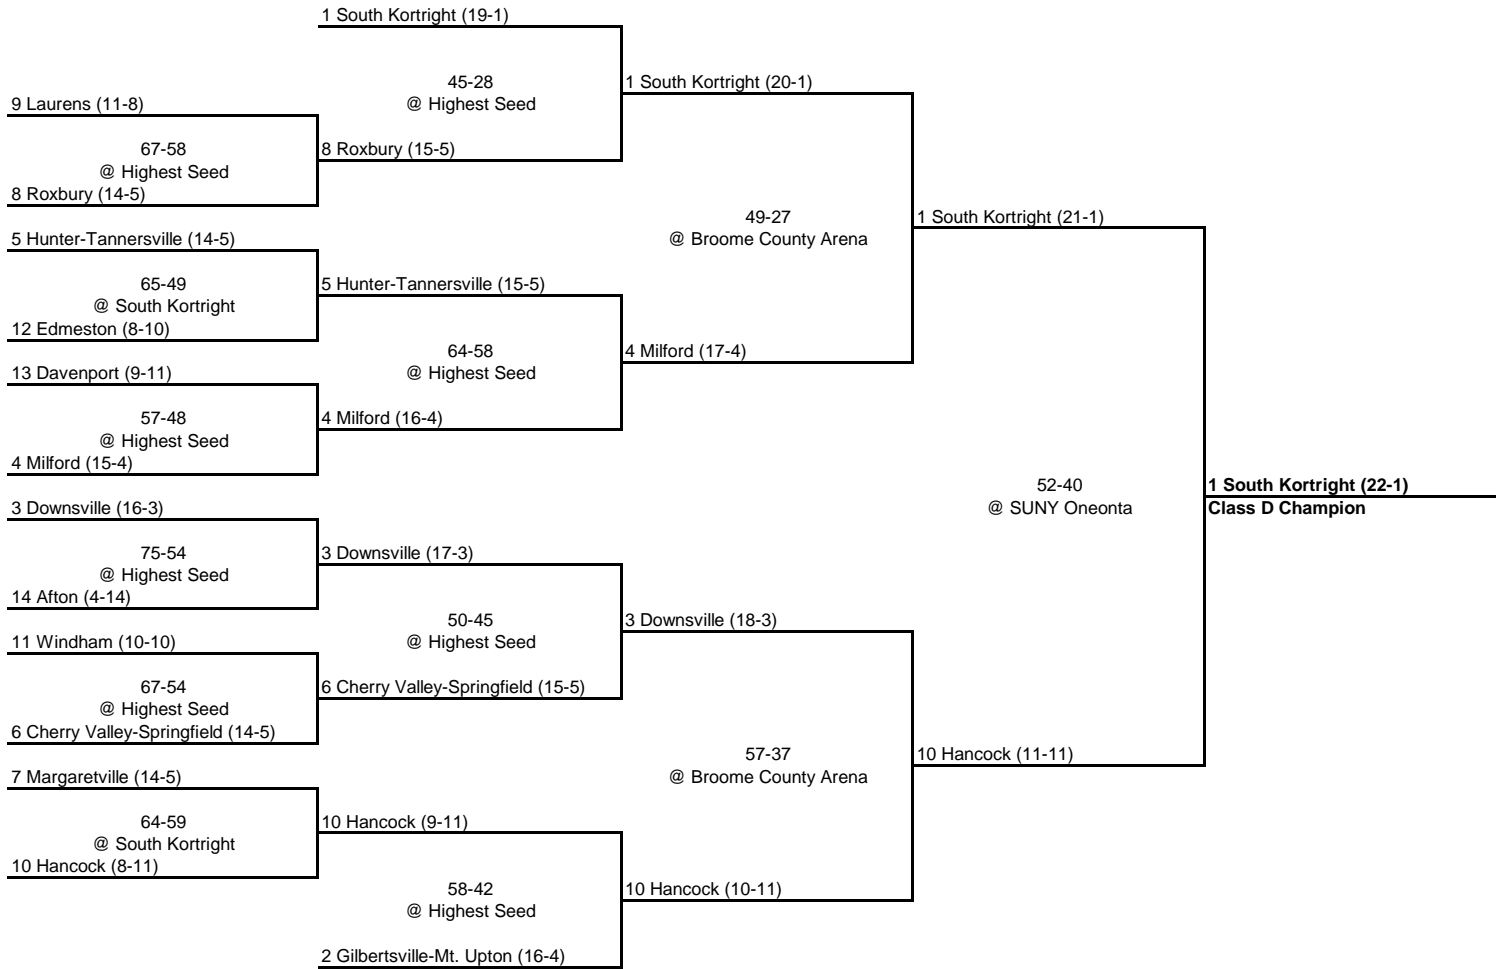 1 South Kortright (19-1)
45-28
@ Highest Seed
1 South Kortright (20-1)
9 Laurens (11-8)
67-58
@ Highest Seed
8 Roxbury (15-5)
8 Roxbury (14-5)
49-27
@ Broome County Arena
1 South Kortright (21-1)
5 Hunter-Tannersville (14-5)
65-49
@ South Kortright
5 Hunter-Tannersville (15-5)
12 Edmeston (8-10)
64-58
@ Highest Seed
4 Milford (17-4)
13 Davenport (9-11)
57-48
@ Highest Seed
4 Milford (16-4)
4 Milford (15-4)
52-40
@ SUNY Oneonta
1 South Kortright (22-1)
Class D Champion
3 Downsville (16-3)
75-54
@ Highest Seed
3 Downsville (17-3)
14 Afton (4-14)
50-45
@ Highest Seed
3 Downsville (18-3)
11 Windham (10-10)
67-54
@ Highest Seed
6 Cherry Valley-Springfield (15-5)
6 Cherry Valley-Springfield (14-5)
57-37
@ Broome County Arena
10 Hancock (11-11)
7 Margaretville (14-5)
64-59
@ South Kortright
10 Hancock (9-11)
10 Hancock (8-11)
58-42
@ Highest Seed
10 Hancock (10-11)
2 Gilbertsville-Mt. Upton (16-4)